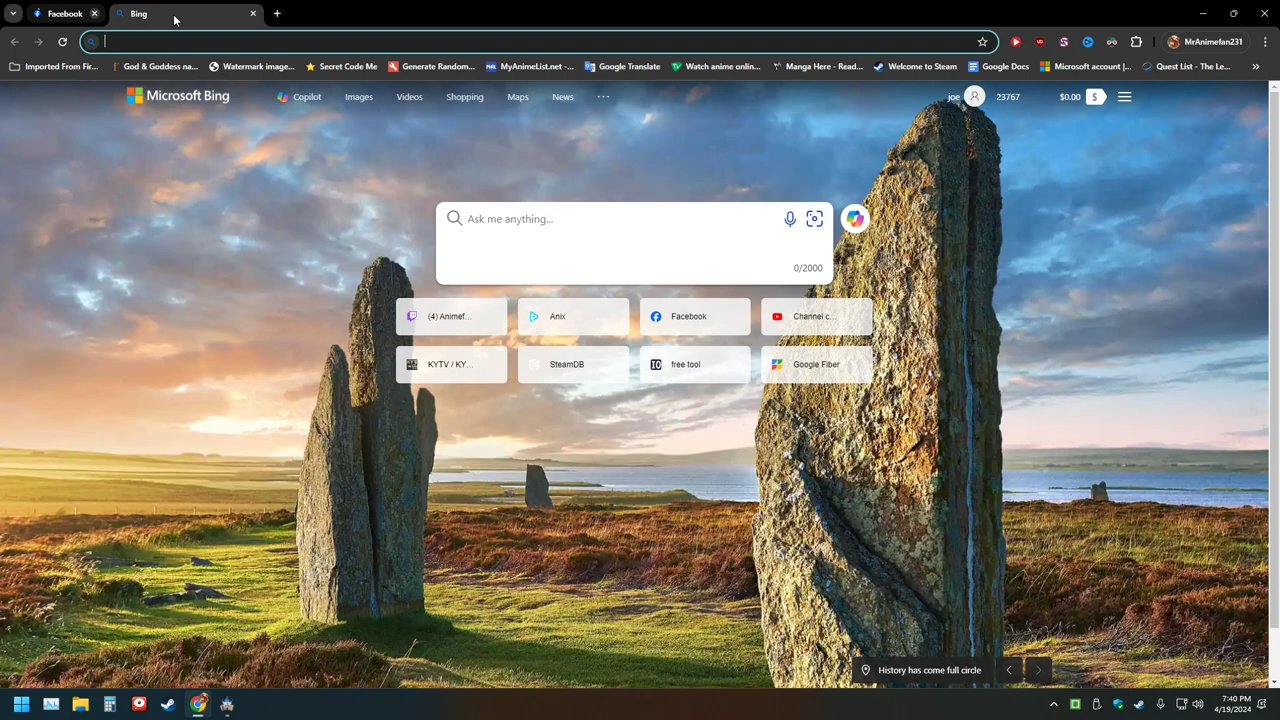 Facebook
Bing
MrAnimefan231
Imported From Fir...
God & Goddess na...
Watermark image...
Secret Code Me
Generate Random...
MyAnimeList.net -...
Google Translate
Watch anime onlin...
Manga Here - Read...
Welcome to Steam
Google Docs
Microsoft account |...
Quest List - The Le...
Microsoft Bing
Copilot
Images
Videos
Shopping
Maps
News
joe
23767
$0.00
$
Ask me anything...
0/2000
(4) Animef...
Anix
Facebook
Channel c...
KYTV / KY...
SteamDB
free tool
Google Fiber
History has come full circle
7:40 PM
4/19/2024